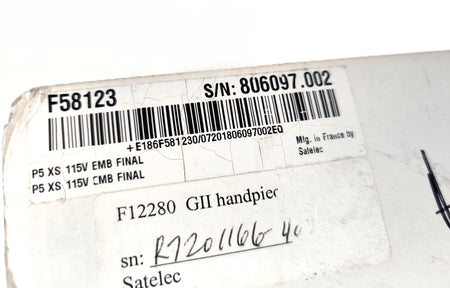 F58123 S/N: 806097.002
+E186F581230/07201806097002EQ
P5 XS 115V EMB FINAL
P5 XS 115V EMB FINAL
Mfg. in France by
Satelec
F12280 GII handpiec
sn: R7201166-40
Satelec